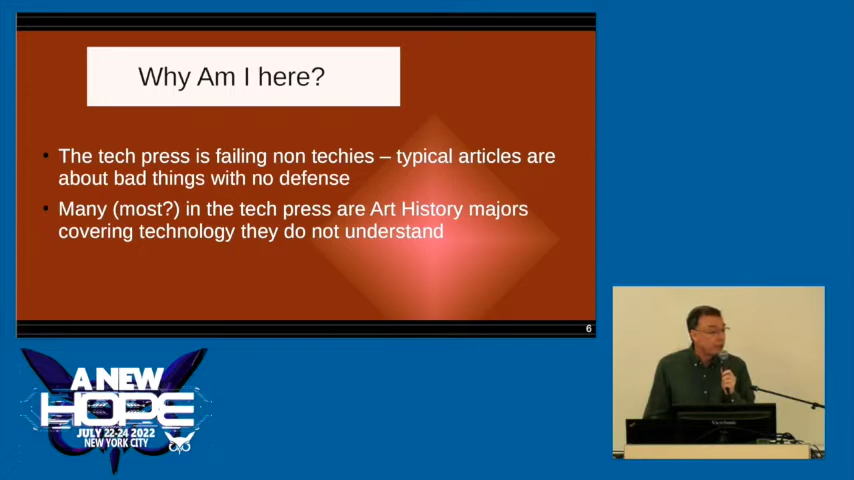 Why Am I here?
• The tech press is failing non techies – typical articles are
about bad things with no defense
• Many (most?) in the tech press are Art History majors
covering technology they do not understand
6
A NEW
HOPE
JULY 22-24 2022
NEW YORK CITY
ViewSonic